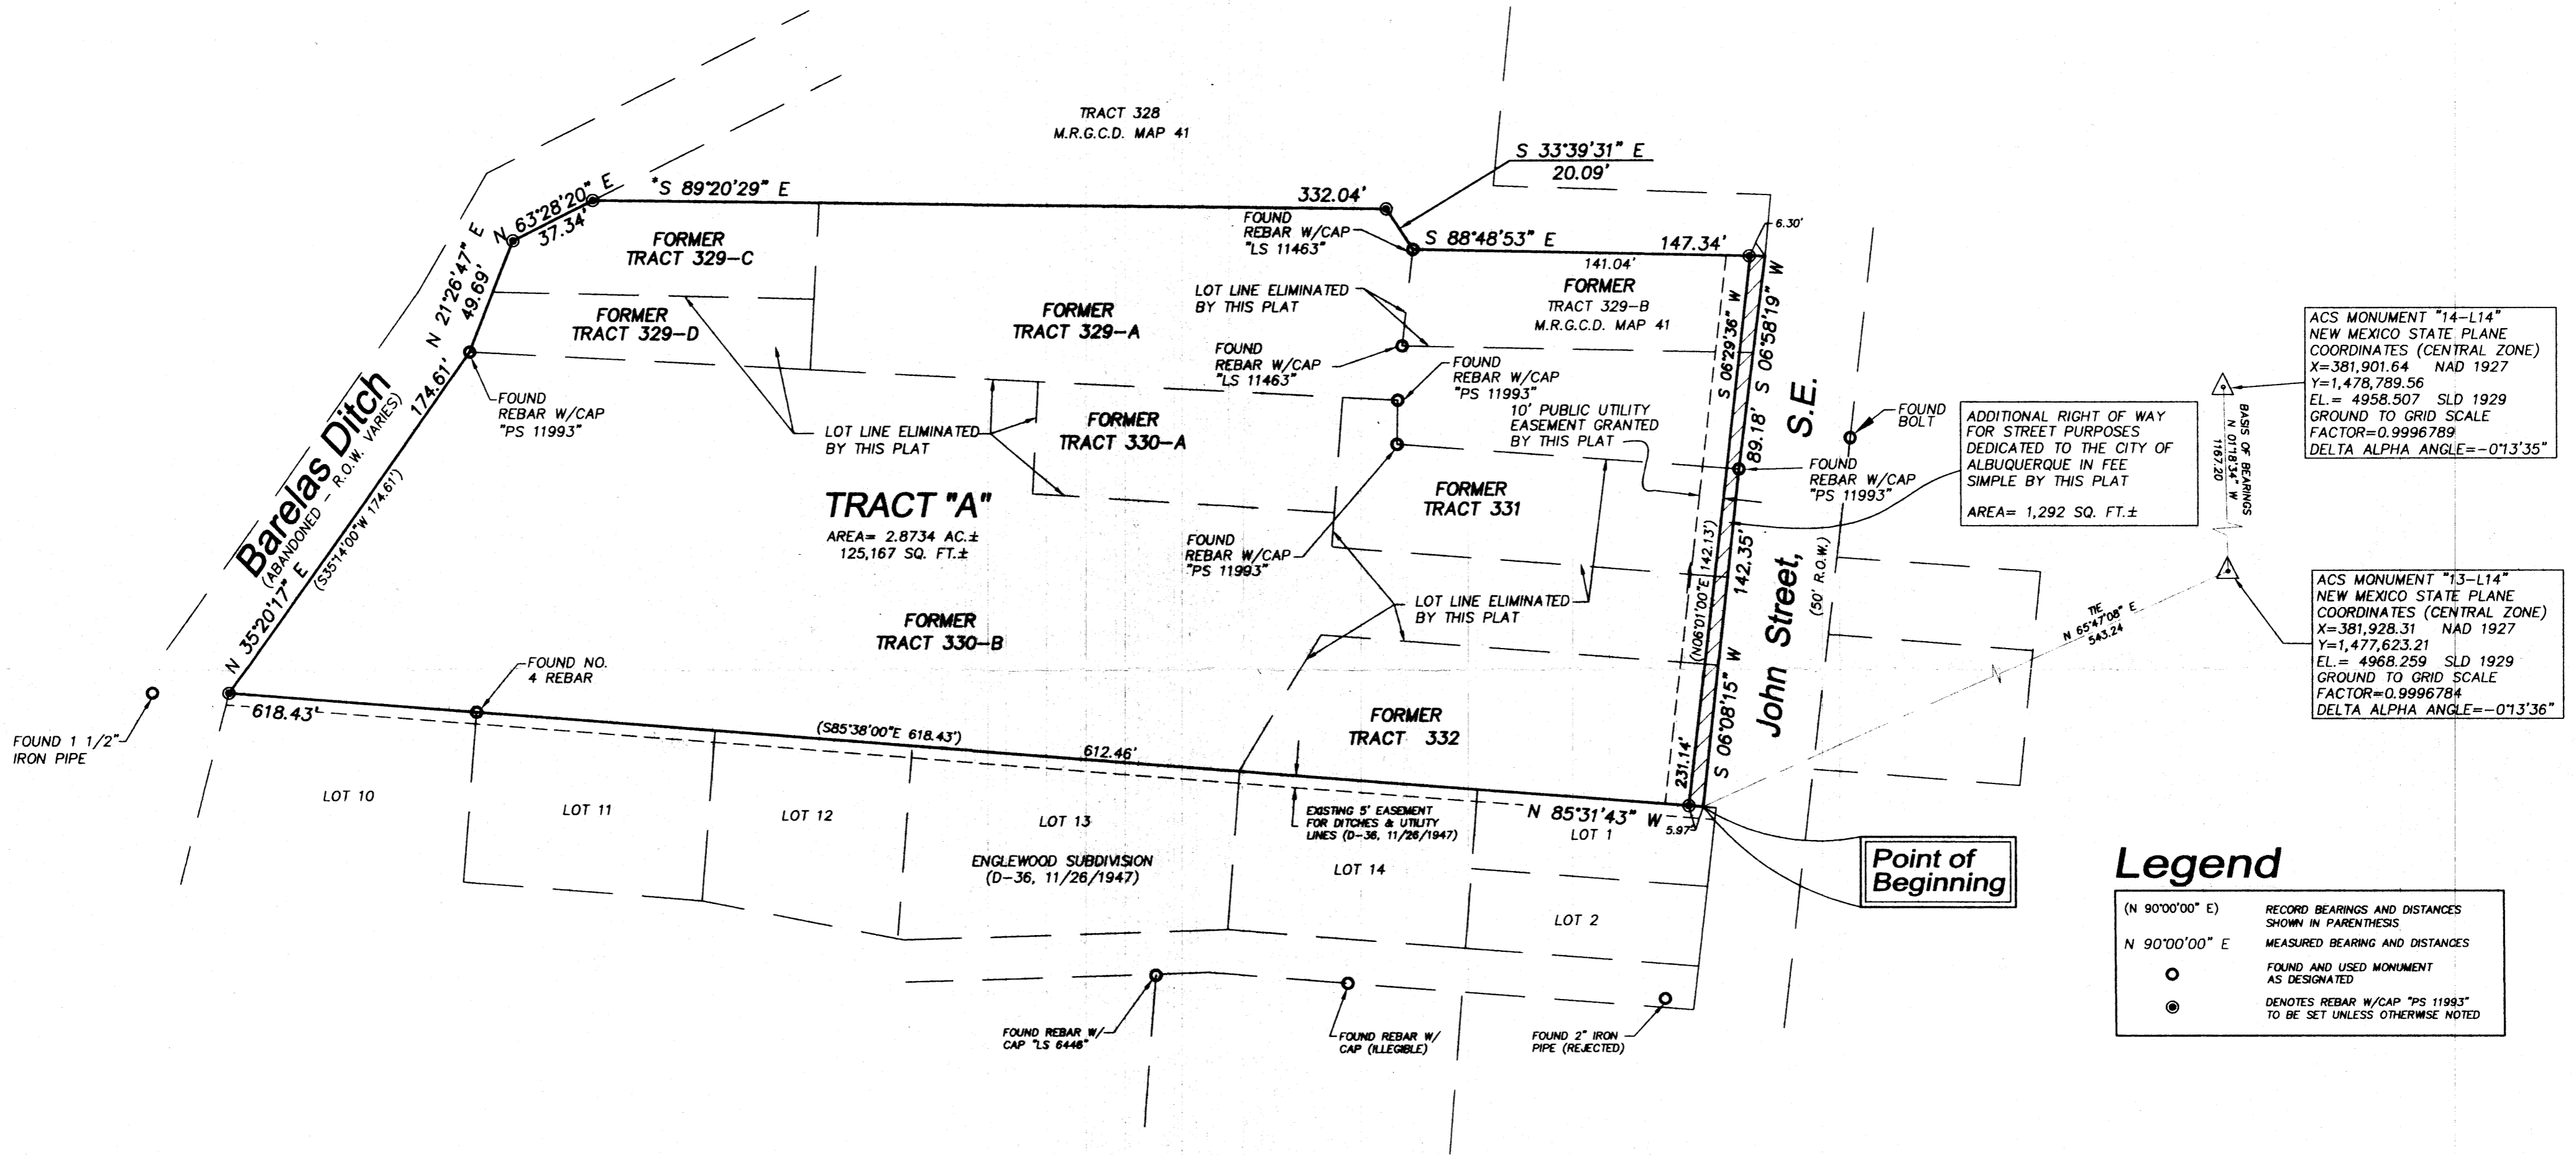 TRACT 328
M.R.G.C.D. MAP 41
S 33°39'31" E
20.09'
*S 89°20'29" E
332.04'
N 63°28'20" E
37.34'
N 21°26'47" E
49.69'
FORMER
TRACT 329-C
FORMER
TRACT 329-D
FOUND
REBAR W/CAP
"LS 11463"
S 88°48'53" E
147.34'
6.30'
141.04'
FORMER
TRACT 329-B
M.R.G.C.D. MAP 41
LOT LINE ELIMINATED
BY THIS PLAT
FORMER
TRACT 329-A
FOUND
REBAR W/CAP
"LS 11463"
FOUND
REBAR W/CAP
"PS 11993"
10' PUBLIC UTILITY
EASEMENT GRANTED
BY THIS PLAT
S 06°29'36" W
S 06°58'19" W
89.18'
S.E.
FOUND
BOLT
FOUND
REBAR W/CAP
"PS 11993"
ADDITIONAL RIGHT OF WAY
FOR STREET PURPOSES
DEDICATED TO THE CITY OF
ALBUQUERQUE IN FEE
SIMPLE BY THIS PLAT
AREA= 1,292 SQ. FT.±
ACS MONUMENT "14-L14"
NEW MEXICO STATE PLANE
COORDINATES (CENTRAL ZONE)
X=381,901.64 NAD 1927
Y=1,478,789.56
EL.= 4958.507 SLD 1929
GROUND TO GRID SCALE
FACTOR=0.9996789
DELTA ALPHA ANGLE=-0°13'35"
BASIS OF BEARINGS
N 01°18'34" W
1167.20
ACS MONUMENT "13-L14"
NEW MEXICO STATE PLANE
COORDINATES (CENTRAL ZONE)
X=381,928.31 NAD 1927
Y=1,477,623.21
EL.= 4968.259 SLD 1929
GROUND TO GRID SCALE
FACTOR=0.9996784
DELTA ALPHA ANGLE=-0°13'36"
TIE
N 65°47'08" E
543.24
Barelas Ditch
(ABANDONED - R.O.W. VARIES)
174.61'
N 35°20'17" E
(S35°14'00"W 174.61')
FOUND
REBAR W/CAP
"PS 11993"
LOT LINE ELIMINATED
BY THIS PLAT
FORMER
TRACT 330-A
TRACT "A"
AREA= 2.8734 AC.±
125,167 SQ. FT.±
FORMER
TRACT 331
FOUND
REBAR W/CAP
"PS 11993"
LOT LINE ELIMINATED
BY THIS PLAT
(N06°01'00"E 142.13')
142.35'
S 06°08'15" W
231.14'
John Street,
(50' R.O.W.)
FORMER
TRACT 330-B
FOUND NO.
4 REBAR
FORMER
TRACT 332
FOUND 1 1/2"
IRON PIPE
618.43'
(S85°38'00"E 618.43')
612.46'
N 85°31'43" W
5.97'
EXISTING 5' EASEMENT
FOR DITCHES & UTILITY
LINES (D-36, 11/26/1947)
LOT 10
LOT 11
LOT 12
LOT 13
LOT 14
LOT 1
LOT 2
ENGLEWOOD SUBDIVISION
(D-36, 11/26/1947)
Point of
Beginning
FOUND REBAR W/
CAP "LS 6446"
FOUND REBAR W/
CAP (ILLEGIBLE)
FOUND 2" IRON
PIPE (REJECTED)
Legend
(N 90°00'00" E) RECORD BEARINGS AND DISTANCES
SHOWN IN PARENTHESIS
N 90°00'00" E MEASURED BEARING AND DISTANCES
FOUND AND USED MONUMENT
AS DESIGNATED
DENOTES REBAR W/CAP "PS 11993"
TO BE SET UNLESS OTHERWISE NOTED